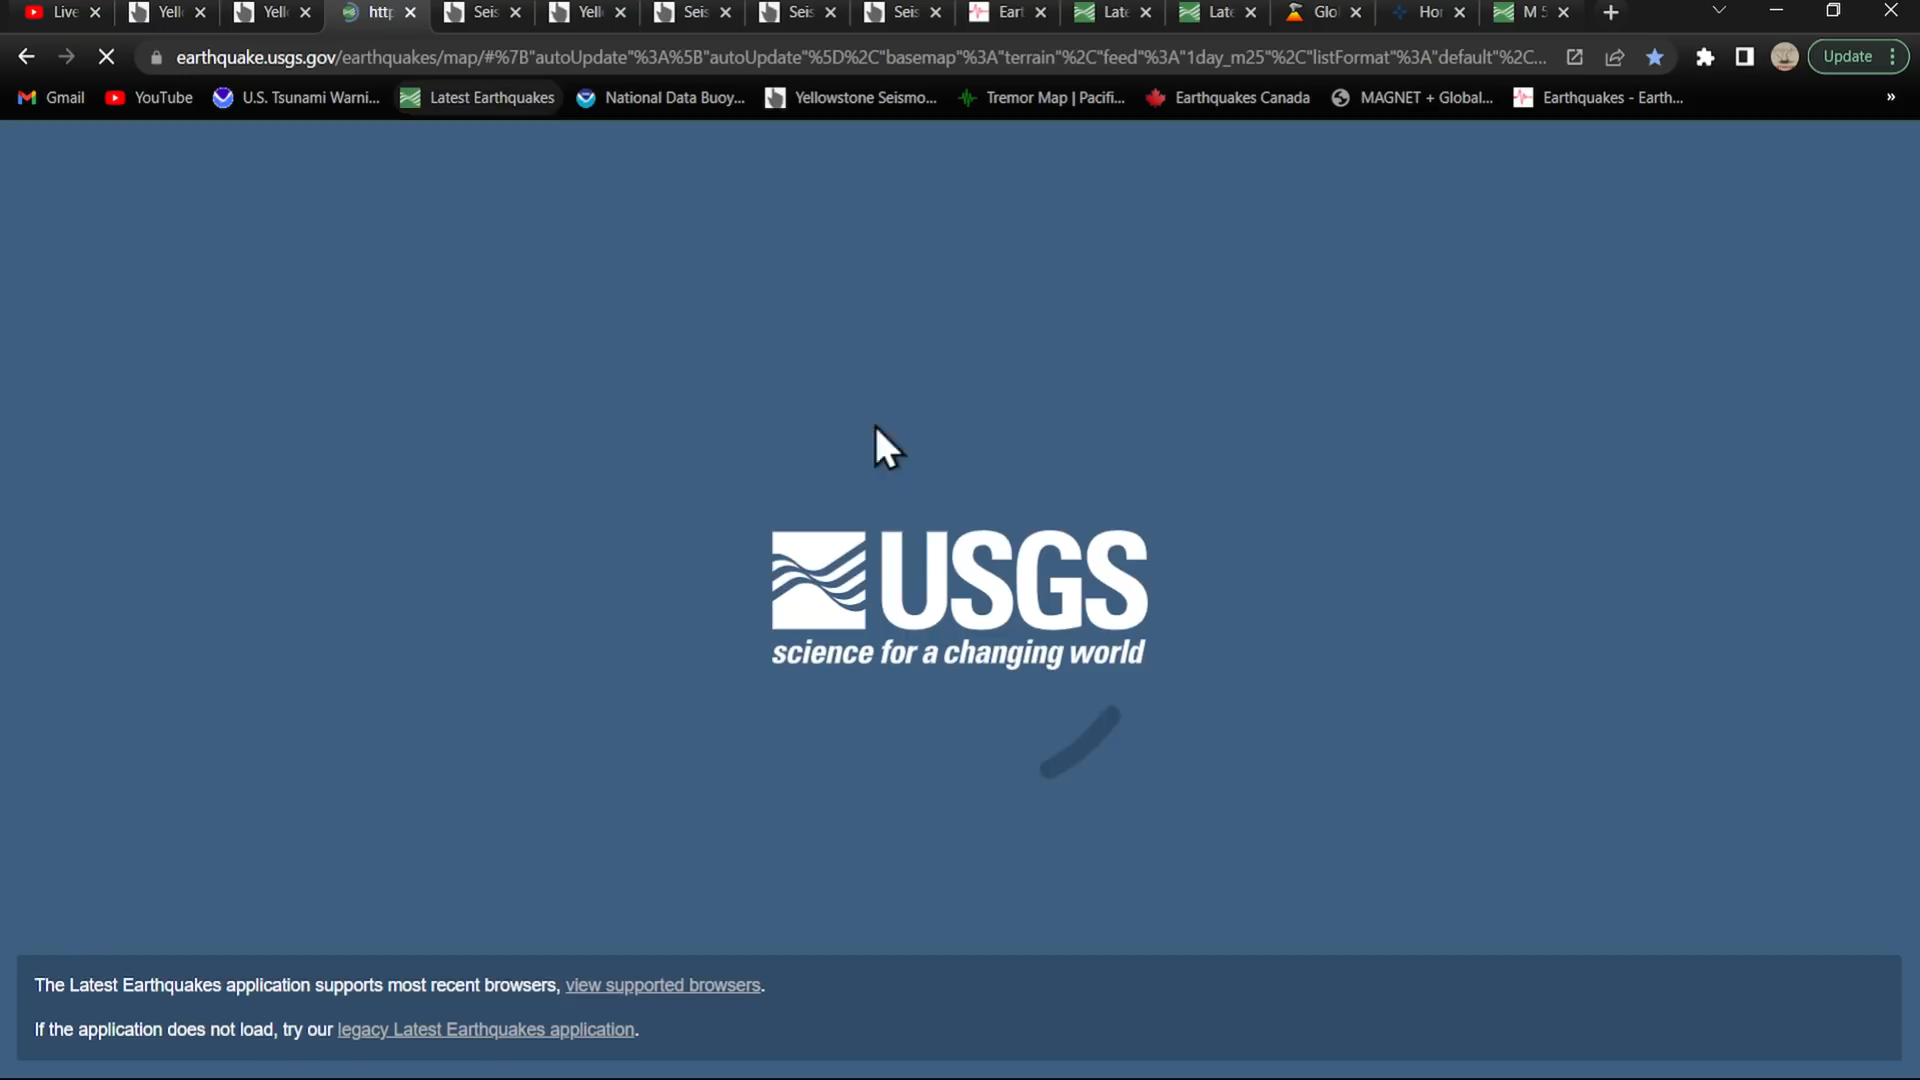 Live
Yell
Yell
http
Seis
Yell
Seis
Seis
Seis
Eart
Late
Late
Glo
Hor
M 5
earthquake.usgs.gov/earthquakes/map/#%7B"autoUpdate"%3A%5B"autoUpdate"%5D%2C"basemap"%3A"terrain"%2C"feed"%3A"1day_m25"%2C"listFormat"%3A"default"%2C...
Update
Gmail
YouTube
U.S. Tsunami Warni...
Latest Earthquakes
National Data Buoy...
Yellowstone Seismo...
Tremor Map | Pacifi...
Earthquakes Canada
MAGNET + Global...
Earthquakes - Earth...
»
USGS
science for a changing world
The Latest Earthquakes application supports most recent browsers, view supported browsers.
If the application does not load, try our legacy Latest Earthquakes application.